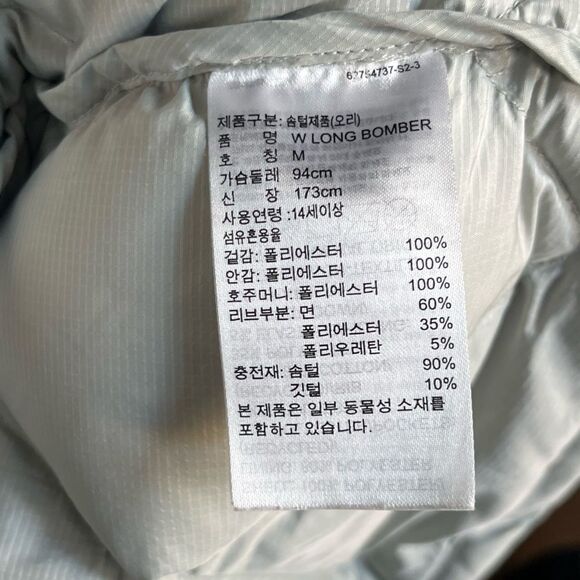 62754737-S2-3
제품구분: 솜털제품(오리)
품 명 W LONG BOMBER
호 칭 M
가슴둘레 94cm
신 장 173cm
사용연령 :14세이상
섬유혼용율
겉감: 폴리에스터 100%
안감: 폴리에스터 100%
호주머니: 폴리에스터 100%
리브부분: 면 60%
폴리에스터 35%
폴리우레탄 5%
충전재: 솜털 90%
깃털 10%
본 제품은 일부 동물성 소재를
포함하고 있습니다.